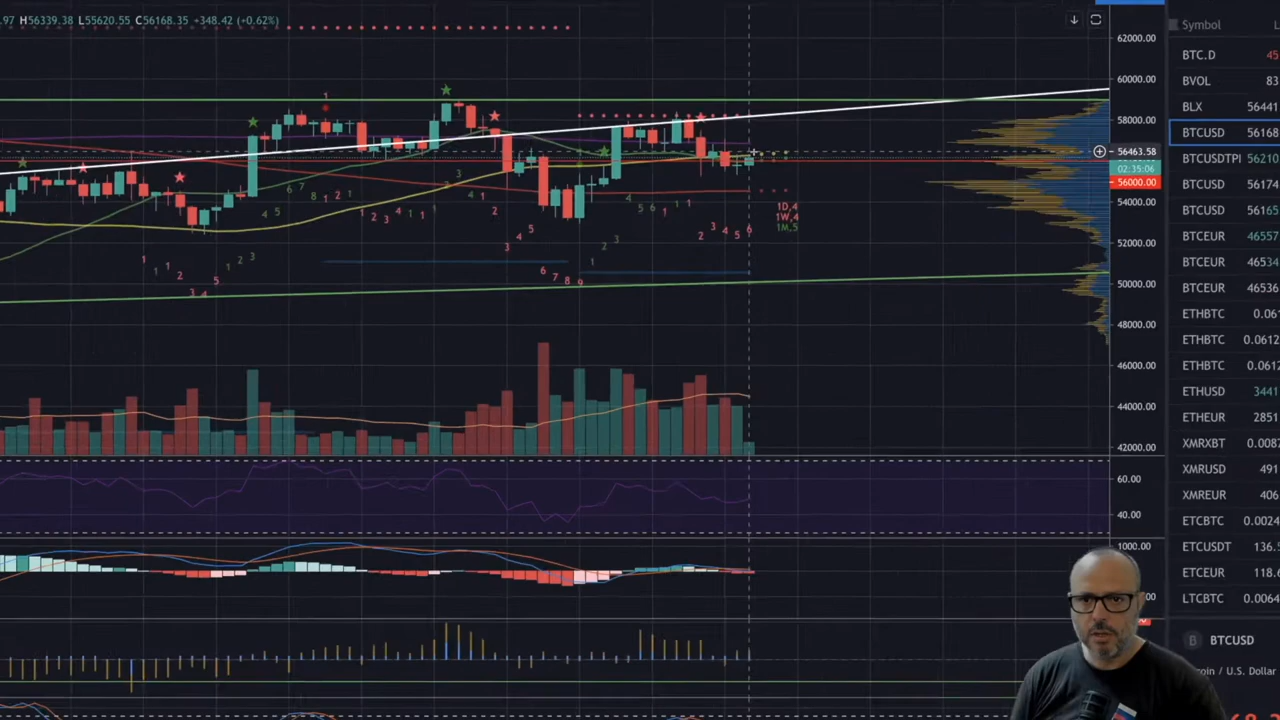 .97 H56339.38 L55620.55 C56168.35 +348.42 (+0.62%)
62000.00
60000.00
58000.00
56463.58
02:35:06
56000.00
54000.00
52000.00
50000.00
48000.00
46000.00
44000.00
42000.00
60.00
40.00
1000.00
1D,4
1W,4
1M,5
Symbol
BTC.D 45
BVOL 83
BLX 56441
BTCUSD 56168
BTCUSDTPI 56210
BTCUSD 56174
BTCUSD 56165
BTCEUR 46557
BTCEUR 46534
BTCEUR 46536
ETHBTC 0.061
ETHBTC 0.0612
ETHBTC 0.0612
ETHUSD 3441
ETHEUR 2851
XMRXBT 0.0087
XMRUSD 491
XMREUR 406
ETCBTC 0.0024
ETCUSDT 136.5
ETCEUR 118.6
LTCBTC 0.0064
B BTCUSD
coin / U.S. Dollar